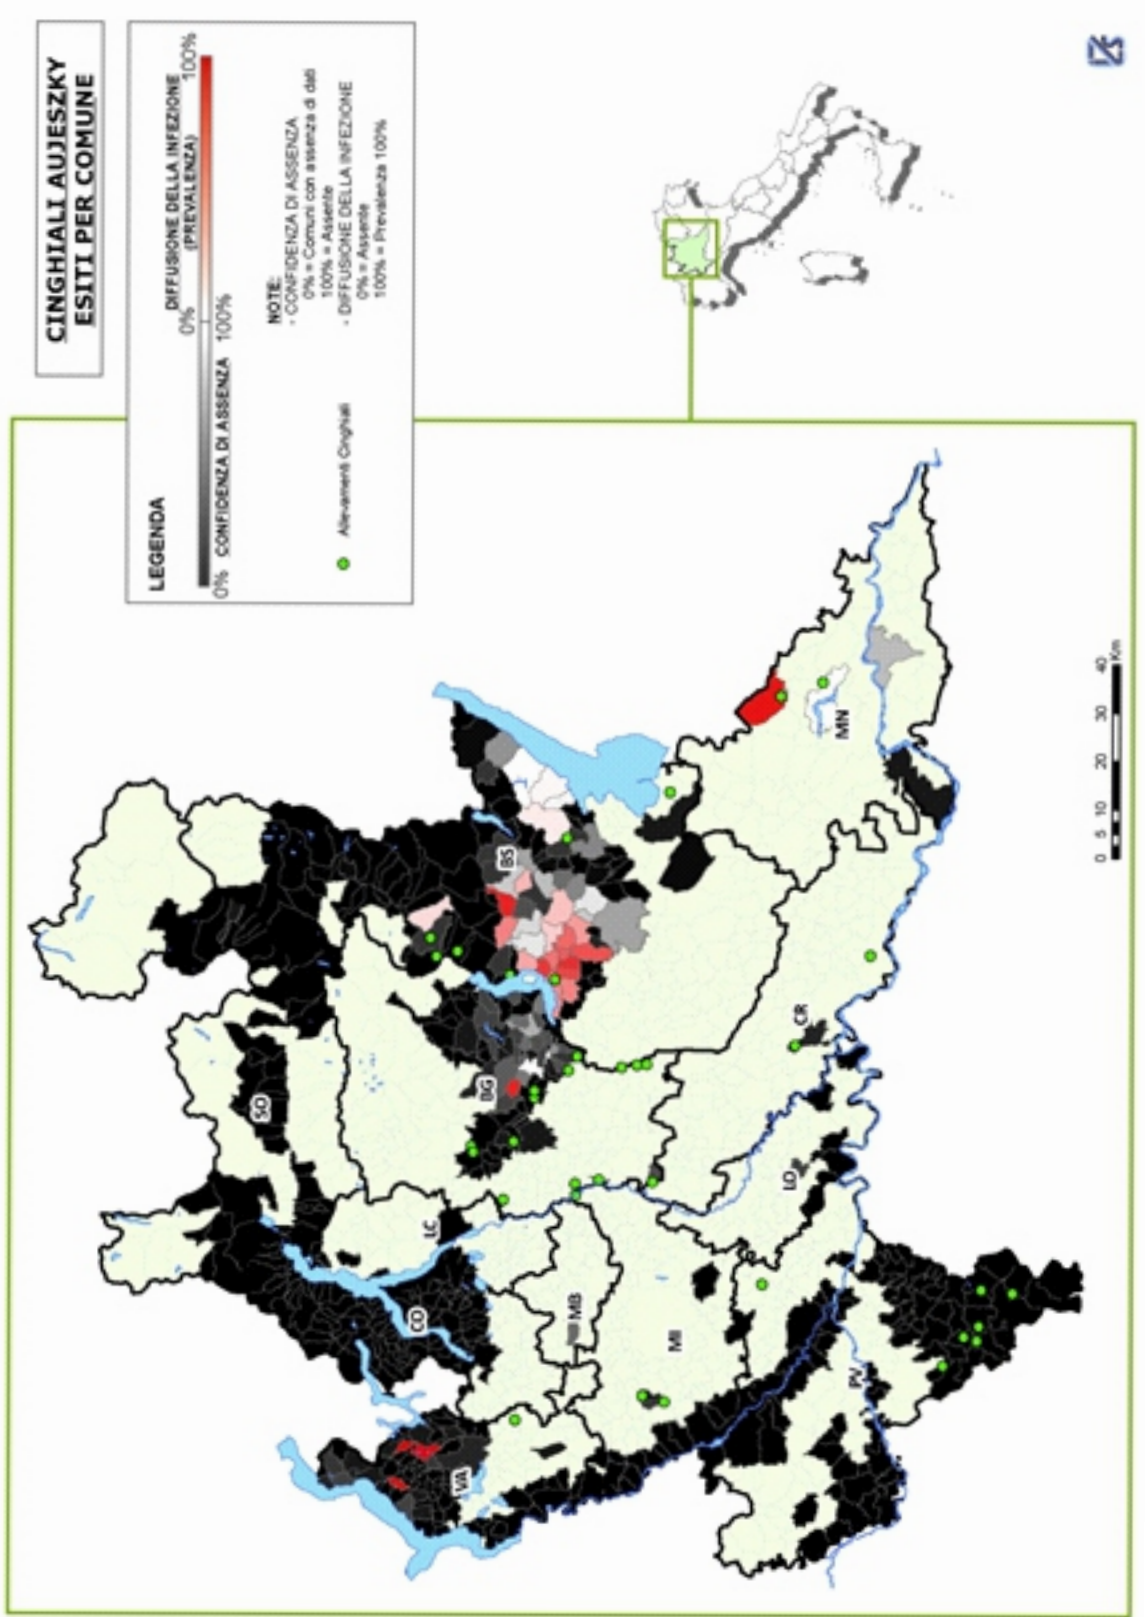 CINGHIALI AUJESZKY
ESITI PER COMUNE
LEGENDA
DIFFUSIONE DELLA INFEZIONE
(PREVALENZA)
0%
100%
0% CONFIDENZA DI ASSENZA 100%
NOTE:
- CONFIDENZA DI ASSENZA
0% = Comuni con assenza di dati
100% = Assente
- DIFFUSIONE DELLA INFEZIONE
0% = Assente
100% = Prevalenza 100%
Allevamenti Cinghiali
SO
BS
BG
LC
CO
VA
MB
MI
LO
CR
MN
PV
0 5 10 20 30 40
Km
IZS